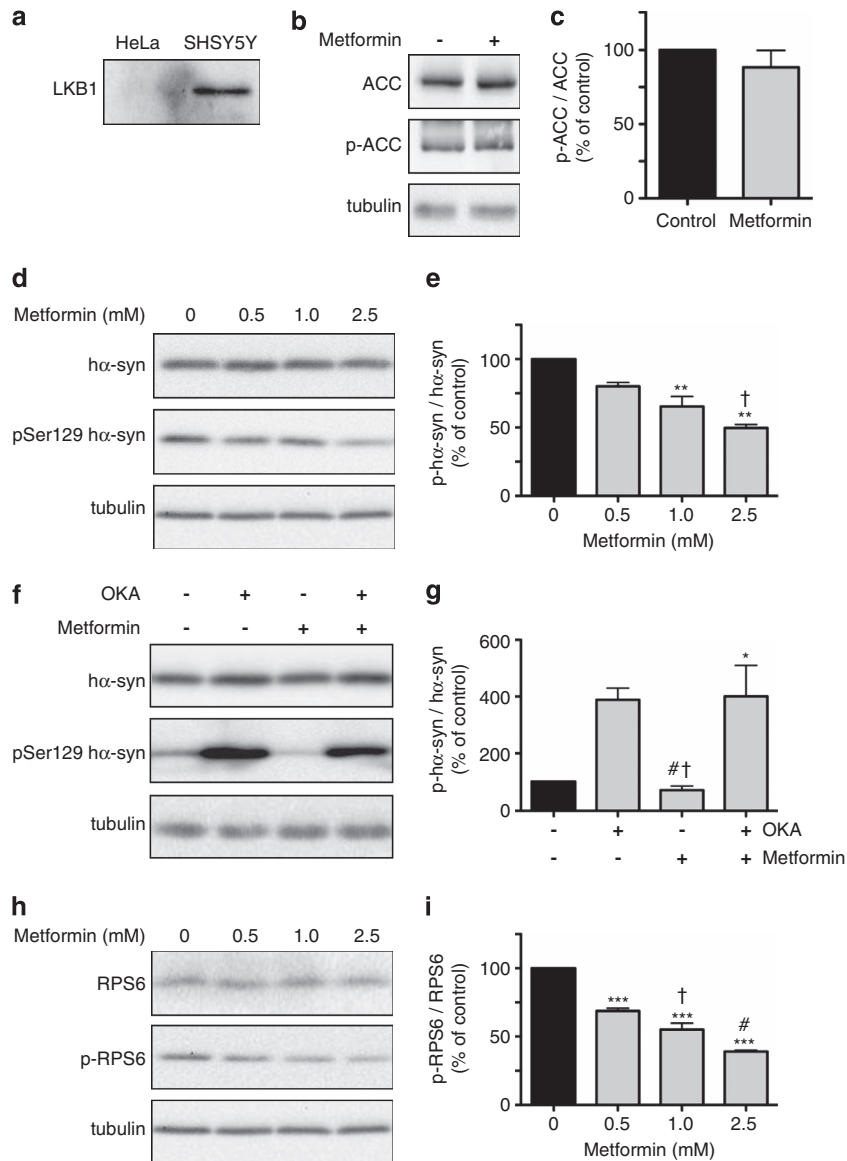 a
HeLa SHSY5Y
LKB1
b
Metformin - +
ACC
p-ACC
tubulin
c
p-ACC / ACC
(% of control)
100
50
0
Control Metformin
d
Metformin (mM) 0 0.5 1.0 2.5
hα-syn
pSer129 hα-syn
tubulin
e
p-hα-syn / hα-syn
(% of control)
100
50
0
**
†
**
0 0.5 1.0 2.5
Metformin (mM)
f
OKA - + - +
Metformin - - + +
hα-syn
pSer129 hα-syn
tubulin
g
p-hα-syn / hα-syn
(% of control)
600
400
200
0
#†
*
- + - + OKA
- - + + Metformin
h
Metformin (mM) 0 0.5 1.0 2.5
RPS6
p-RPS6
tubulin
i
p-RPS6 / RPS6
(% of control)
100
50
0
***
†
***
#
***
0 0.5 1.0 2.5
Metformin (mM)